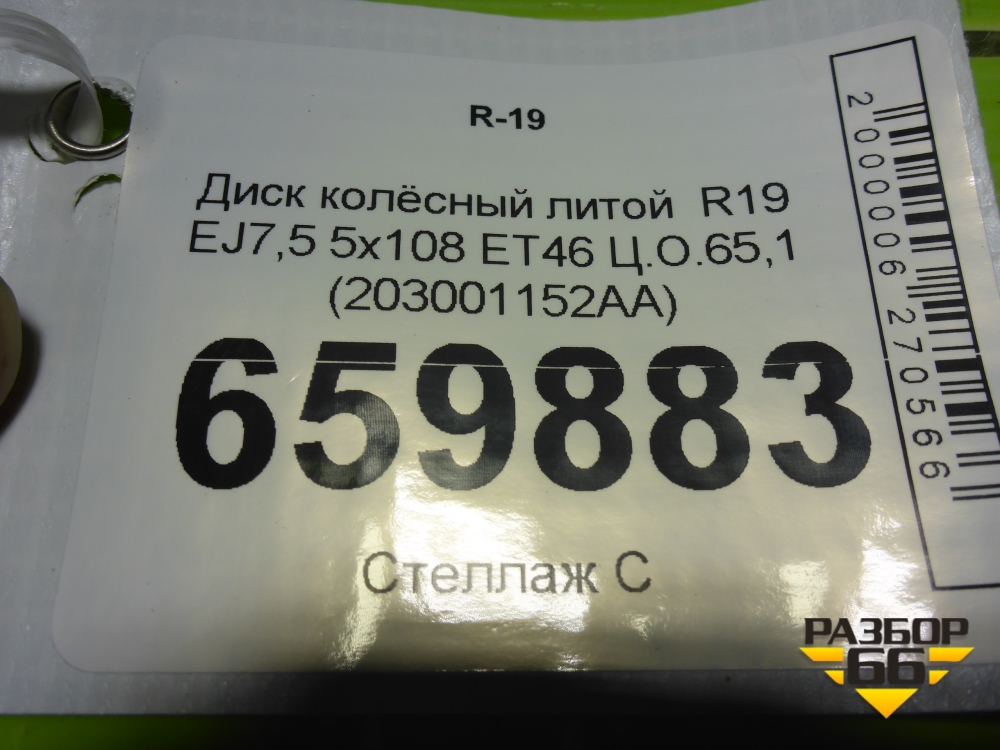 R-19
Диск колёсный литой R19
EJ7,5 5x108 ET46 Ц.О.65,1
(203001152AA)
659883
Стеллаж С
2000006270566
РАЗБОР
66